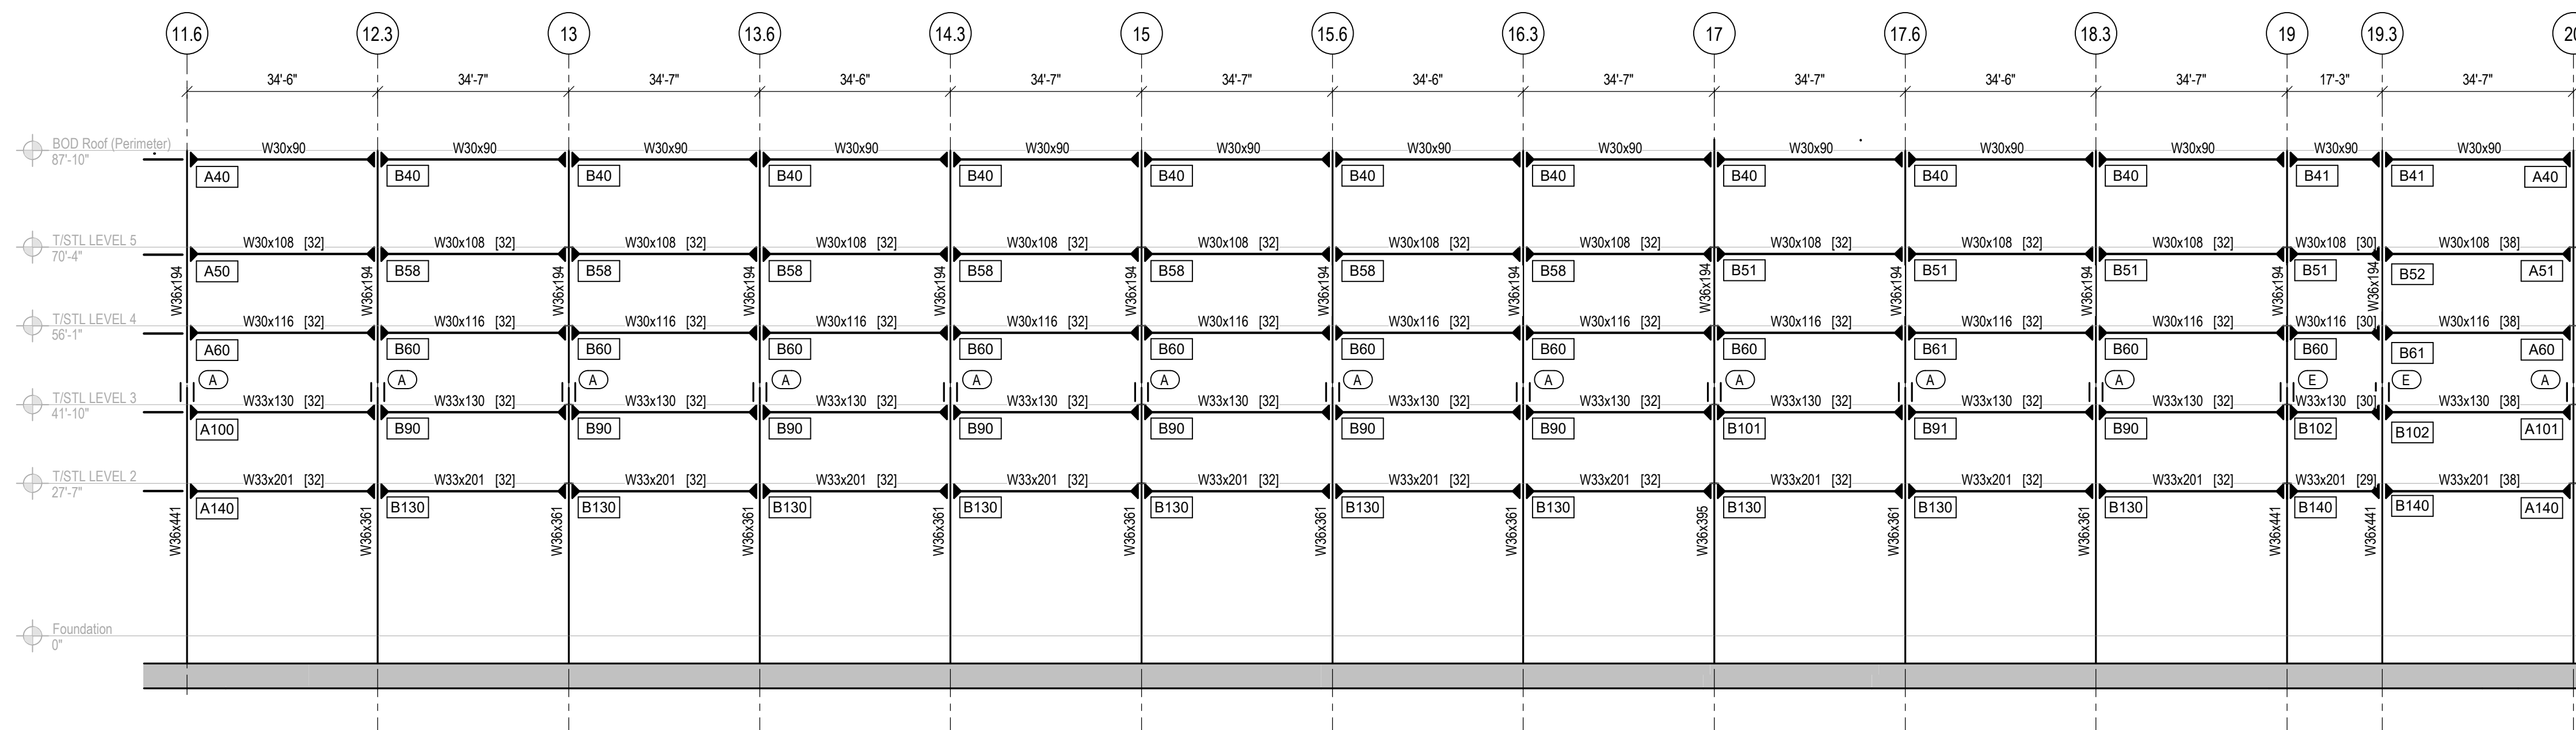 11.6 12.3 13 13.6 14.3 15 15.6 16.3 17 17.6 18.3 19 19.3
34'-6" 34'-7" 34'-7" 34'-6" 34'-7" 34'-7" 34'-6" 34'-7" 34'-7" 34'-6" 34'-7" 17'-3" 34'-7"
BOD Roof (Perimeter)
87'-10"
W30x90 W30x90 W30x90 W30x90 W30x90 W30x90 W30x90 W30x90 W30x90 W30x90 W30x90 W30x90 W30x90
A40 B40 B40 B40 B40 B40 B40 B40 B40 B40 B40 B41 B41 A40
T/STL LEVEL 5
70'-4"
W30x108 [32] W30x108 [32] W30x108 [32] W30x108 [32] W30x108 [32] W30x108 [32] W30x108 [32] W30x108 [32] W30x108 [32] W30x108 [32] W30x108 [32] W30x108 [30] W30x108 [38]
A50 B58 B58 B58 B58 B58 B58 B58 B51 B51 B51 B51 B52 A51
W36x194 W36x194 W36x194 W36x194 W36x194 W36x194 W36x194 W36x194 W36x194 W36x194 W36x194 W36x194 W36x194
T/STL LEVEL 4
56'-1"
W30x116 [32] W30x116 [32] W30x116 [32] W30x116 [32] W30x116 [32] W30x116 [32] W30x116 [32] W30x116 [32] W30x116 [32] W30x116 [32] W30x116 [32] W30x116 [30] W30x116 [38]
A60 B60 B60 B60 B60 B60 B60 B60 B60 B61 B60 B60 B61 A60
A A A A A A A A A A A E E A
T/STL LEVEL 3
41'-10"
W33x130 [32] W33x130 [32] W33x130 [32] W33x130 [32] W33x130 [32] W33x130 [32] W33x130 [32] W33x130 [32] W33x130 [32] W33x130 [32] W33x130 [32] W33x130 [30] W33x130 [38]
A100 B90 B90 B90 B90 B90 B90 B90 B101 B91 B90 B102 B102 A101
T/STL LEVEL 2
27'-7"
W33x201 [32] W33x201 [32] W33x201 [32] W33x201 [32] W33x201 [32] W33x201 [32] W33x201 [32] W33x201 [32] W33x201 [32] W33x201 [32] W33x201 [32] W33x201 [29] W33x201 [38]
A140 B130 B130 B130 B130 B130 B130 B130 B130 B130 B130 B140 B140 A140
W36x441 W36x361 W36x361 W36x361 W36x361 W36x361 W36x361 W36x361 W36x395 W36x361 W36x361 W36x441 W36x441
Foundation
0"